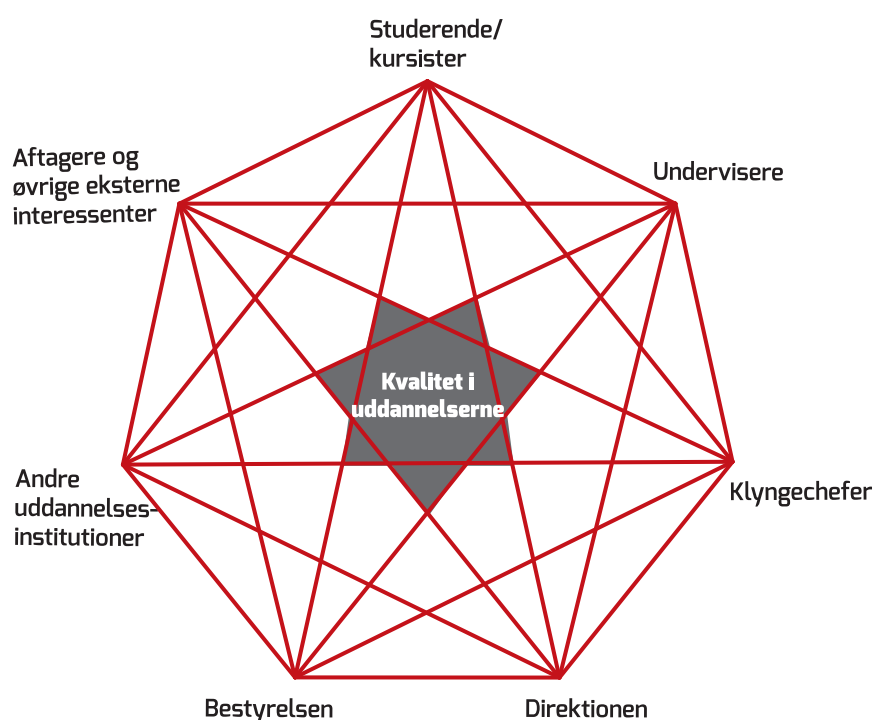 Studerende/
kursister
Aftagere og
øvrige eksterne
interessenter
Undervisere
Kvalitet i
uddannelserne
Andre
uddannelses-
institutioner
Klyngechefer
Bestyrelsen
Direktionen